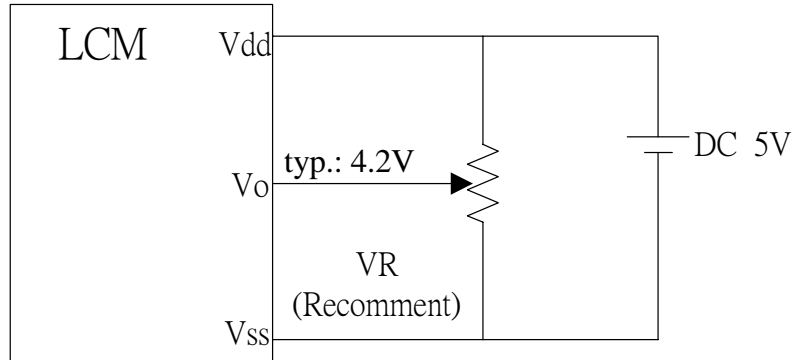 LCM
Vdd
DC 5V
typ.: 4.2V
Vo
VR
(Recomment)
Vss